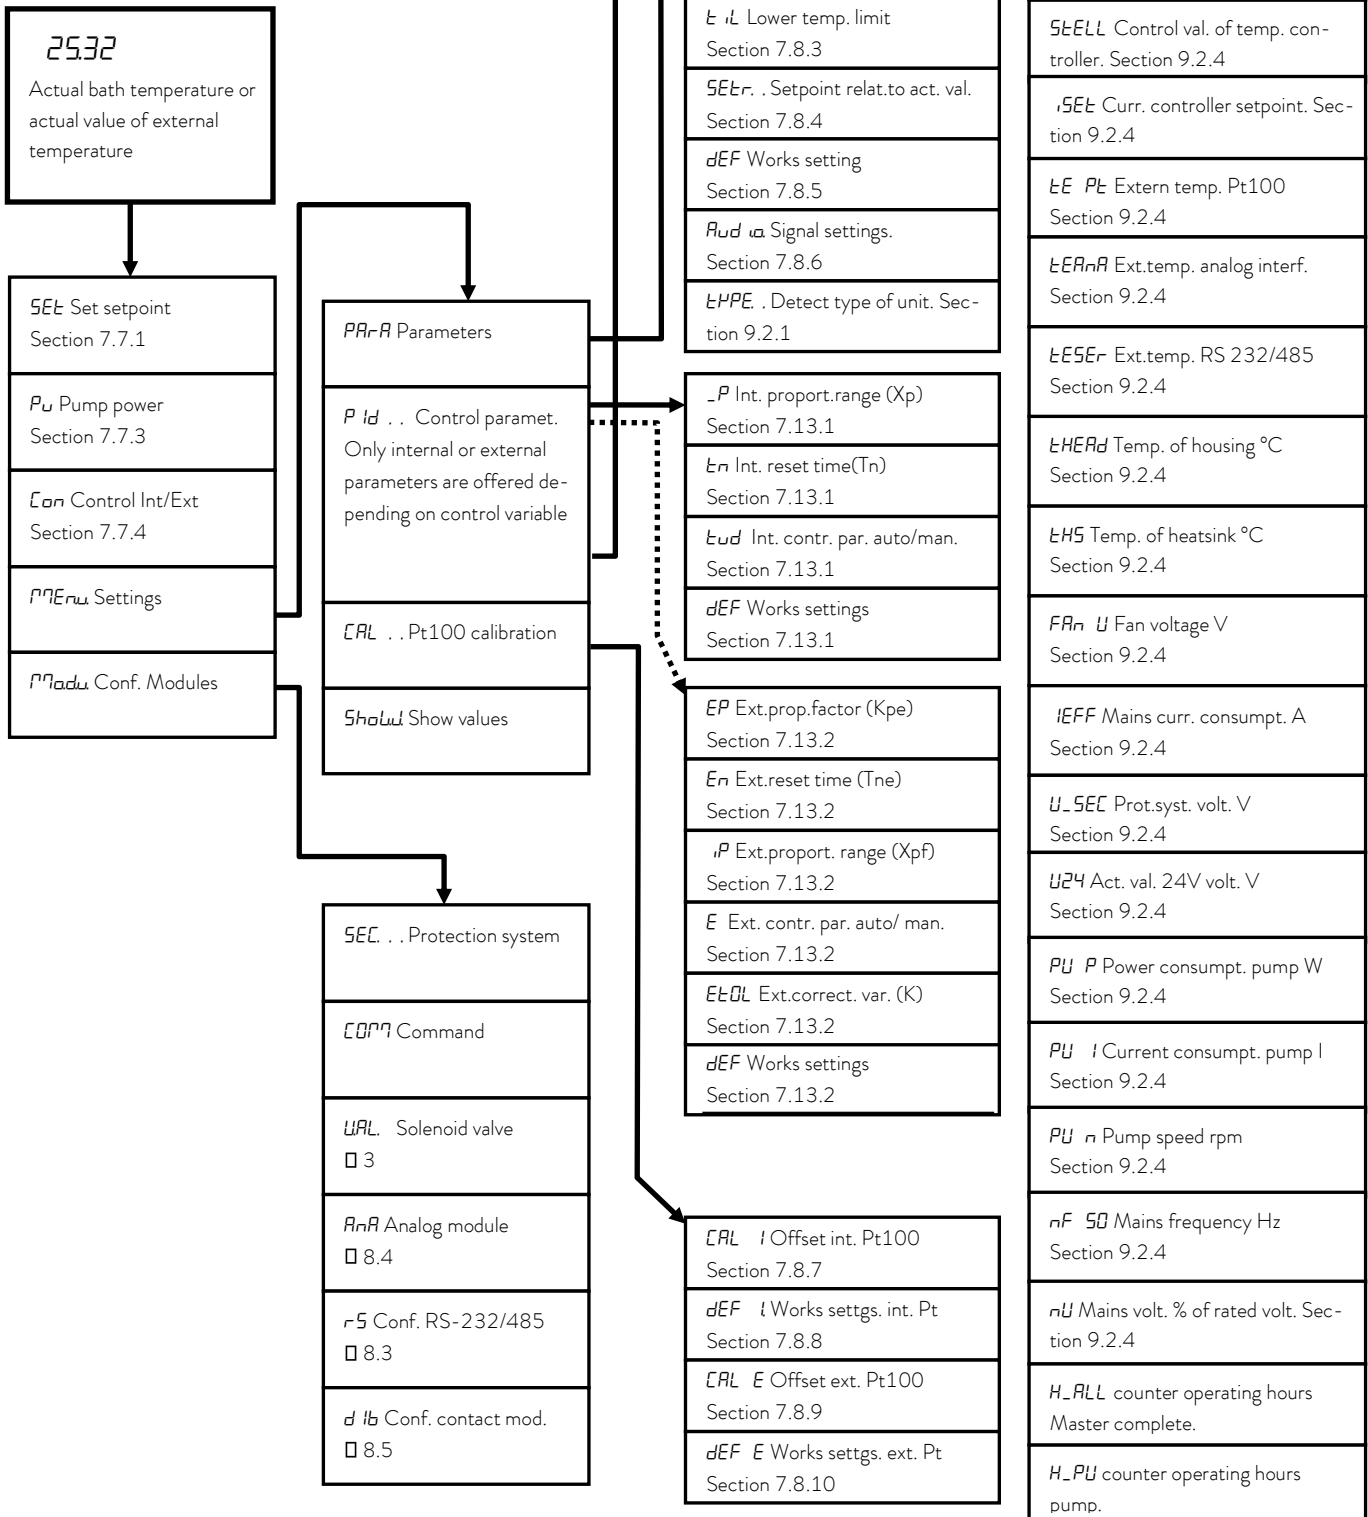 25.32
Actual bath temperature or
actual value of external
temperature
SEt Set setpoint
Section 7.7.1
Pu Pump power
Section 7.7.3
Con Control Int/Ext
Section 7.7.4
MEnu. Settings
Modu. Conf. Modules
PArA Parameters
Pid . . Control paramet.
Only internal or external
parameters are offered de-
pending on control variable
CAL . . Pt100 calibration
ShoW. Show values
SEC. . . Protection system
COM Command
VAL. Solenoid valve
□ 3
AnA Analog module
□ 8.4
rS Conf. RS-232/485
□ 8.3
d Ib Conf. contact mod.
□ 8.5
t iL Lower temp. limit
Section 7.8.3
SEtr. . Setpoint relat.to act. val.
Section 7.8.4
dEF Works setting
Section 7.8.5
Aud io. Signal settings.
Section 7.8.6
tYPE. . Detect type of unit. Sec-
tion 9.2.1
_P Int. proport.range (Xp)
Section 7.13.1
tn Int. reset time(Tn)
Section 7.13.1
tud Int. contr. par. auto/man.
Section 7.13.1
dEF Works settings
Section 7.13.1
EP Ext.prop.factor (Kpe)
Section 7.13.2
En Ext.reset time (Tne)
Section 7.13.2
iP Ext.proport. range (Xpf)
Section 7.13.2
E Ext. contr. par. auto/ man.
Section 7.13.2
EtOL Ext.correct. var. (K)
Section 7.13.2
dEF Works settings
Section 7.13.2
CAL I Offset int. Pt100
Section 7.8.7
dEF I. Works settgs. int. Pt
Section 7.8.8
CAL E Offset ext. Pt100
Section 7.8.9
dEF E Works settgs. ext. Pt
Section 7.8.10
StELL Control val. of temp. con-
troller. Section 9.2.4
iSEt Curr. controller setpoint. Sec-
tion 9.2.4
tE Pt Extern temp. Pt100
Section 9.2.4
tEAnA Ext.temp. analog interf.
Section 9.2.4
tESEr Ext.temp. RS 232/485
Section 9.2.4
tHEAd Temp. of housing °C
Section 9.2.4
tHS Temp. of heatsink °C
Section 9.2.4
FAn U Fan voltage V
Section 9.2.4
IEFF Mains curr. consumpt. A
Section 9.2.4
U_SEC Prot.syst. volt. V
Section 9.2.4
U24 Act. val. 24V volt. V
Section 9.2.4
PU P Power consumpt. pump W
Section 9.2.4
PU I Current consumpt. pump I
Section 9.2.4
PU n Pump speed rpm
Section 9.2.4
nF 50 Mains frequency Hz
Section 9.2.4
nU Mains volt. % of rated volt. Sec-
tion 9.2.4
H_ALL counter operating hours
Master complete.
H_PU counter operating hours
pump.